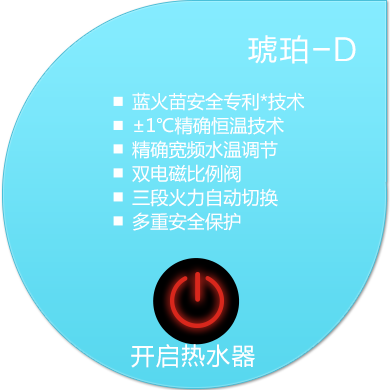 琥珀-D
■ 蓝火苗安全专利*技术
■ ±1℃精确恒温技术
■ 精确宽频水温调节
■ 双电磁比例阀
■ 三段火力自动切换
■ 多重安全保护
开启热水器